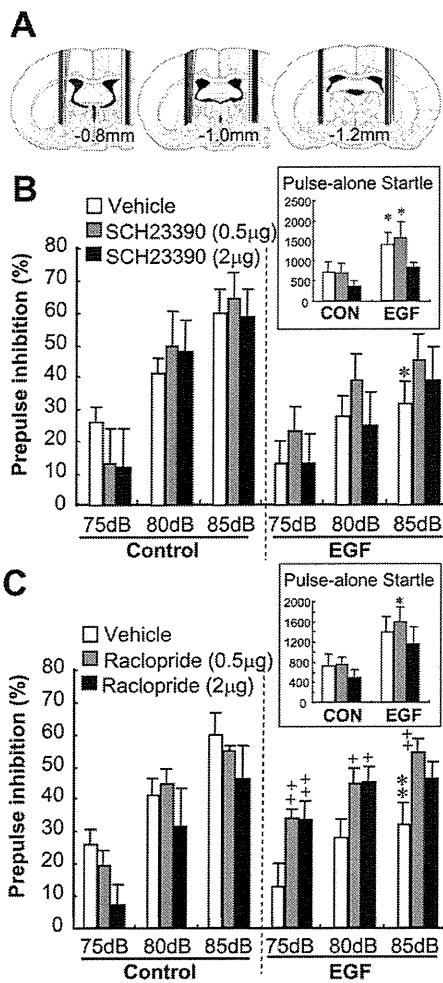 A
-0.8mm
-1.0mm
-1.2mm
B
Vehicle
SCH23390 (0.5µg)
SCH23390 (2µg)
Pulse-alone Startle
2500
2000
1500
1000
500
0
CON
EGF
* *
Prepulse inhibition (%)
80
70
60
50
40
30
20
10
0
*
75dB 80dB 85dB 75dB 80dB 85dB
Control
EGF
C
Vehicle
Raclopride (0.5µg)
Raclopride (2µg)
Pulse-alone Startle
2000
1600
1200
800
400
0
CON
EGF
*
Prepulse inhibition (%)
80
70
60
50
40
30
20
10
0
++ ++ + + ** ++
75dB 80dB 85dB 75dB 80dB 85dB
Control
EGF